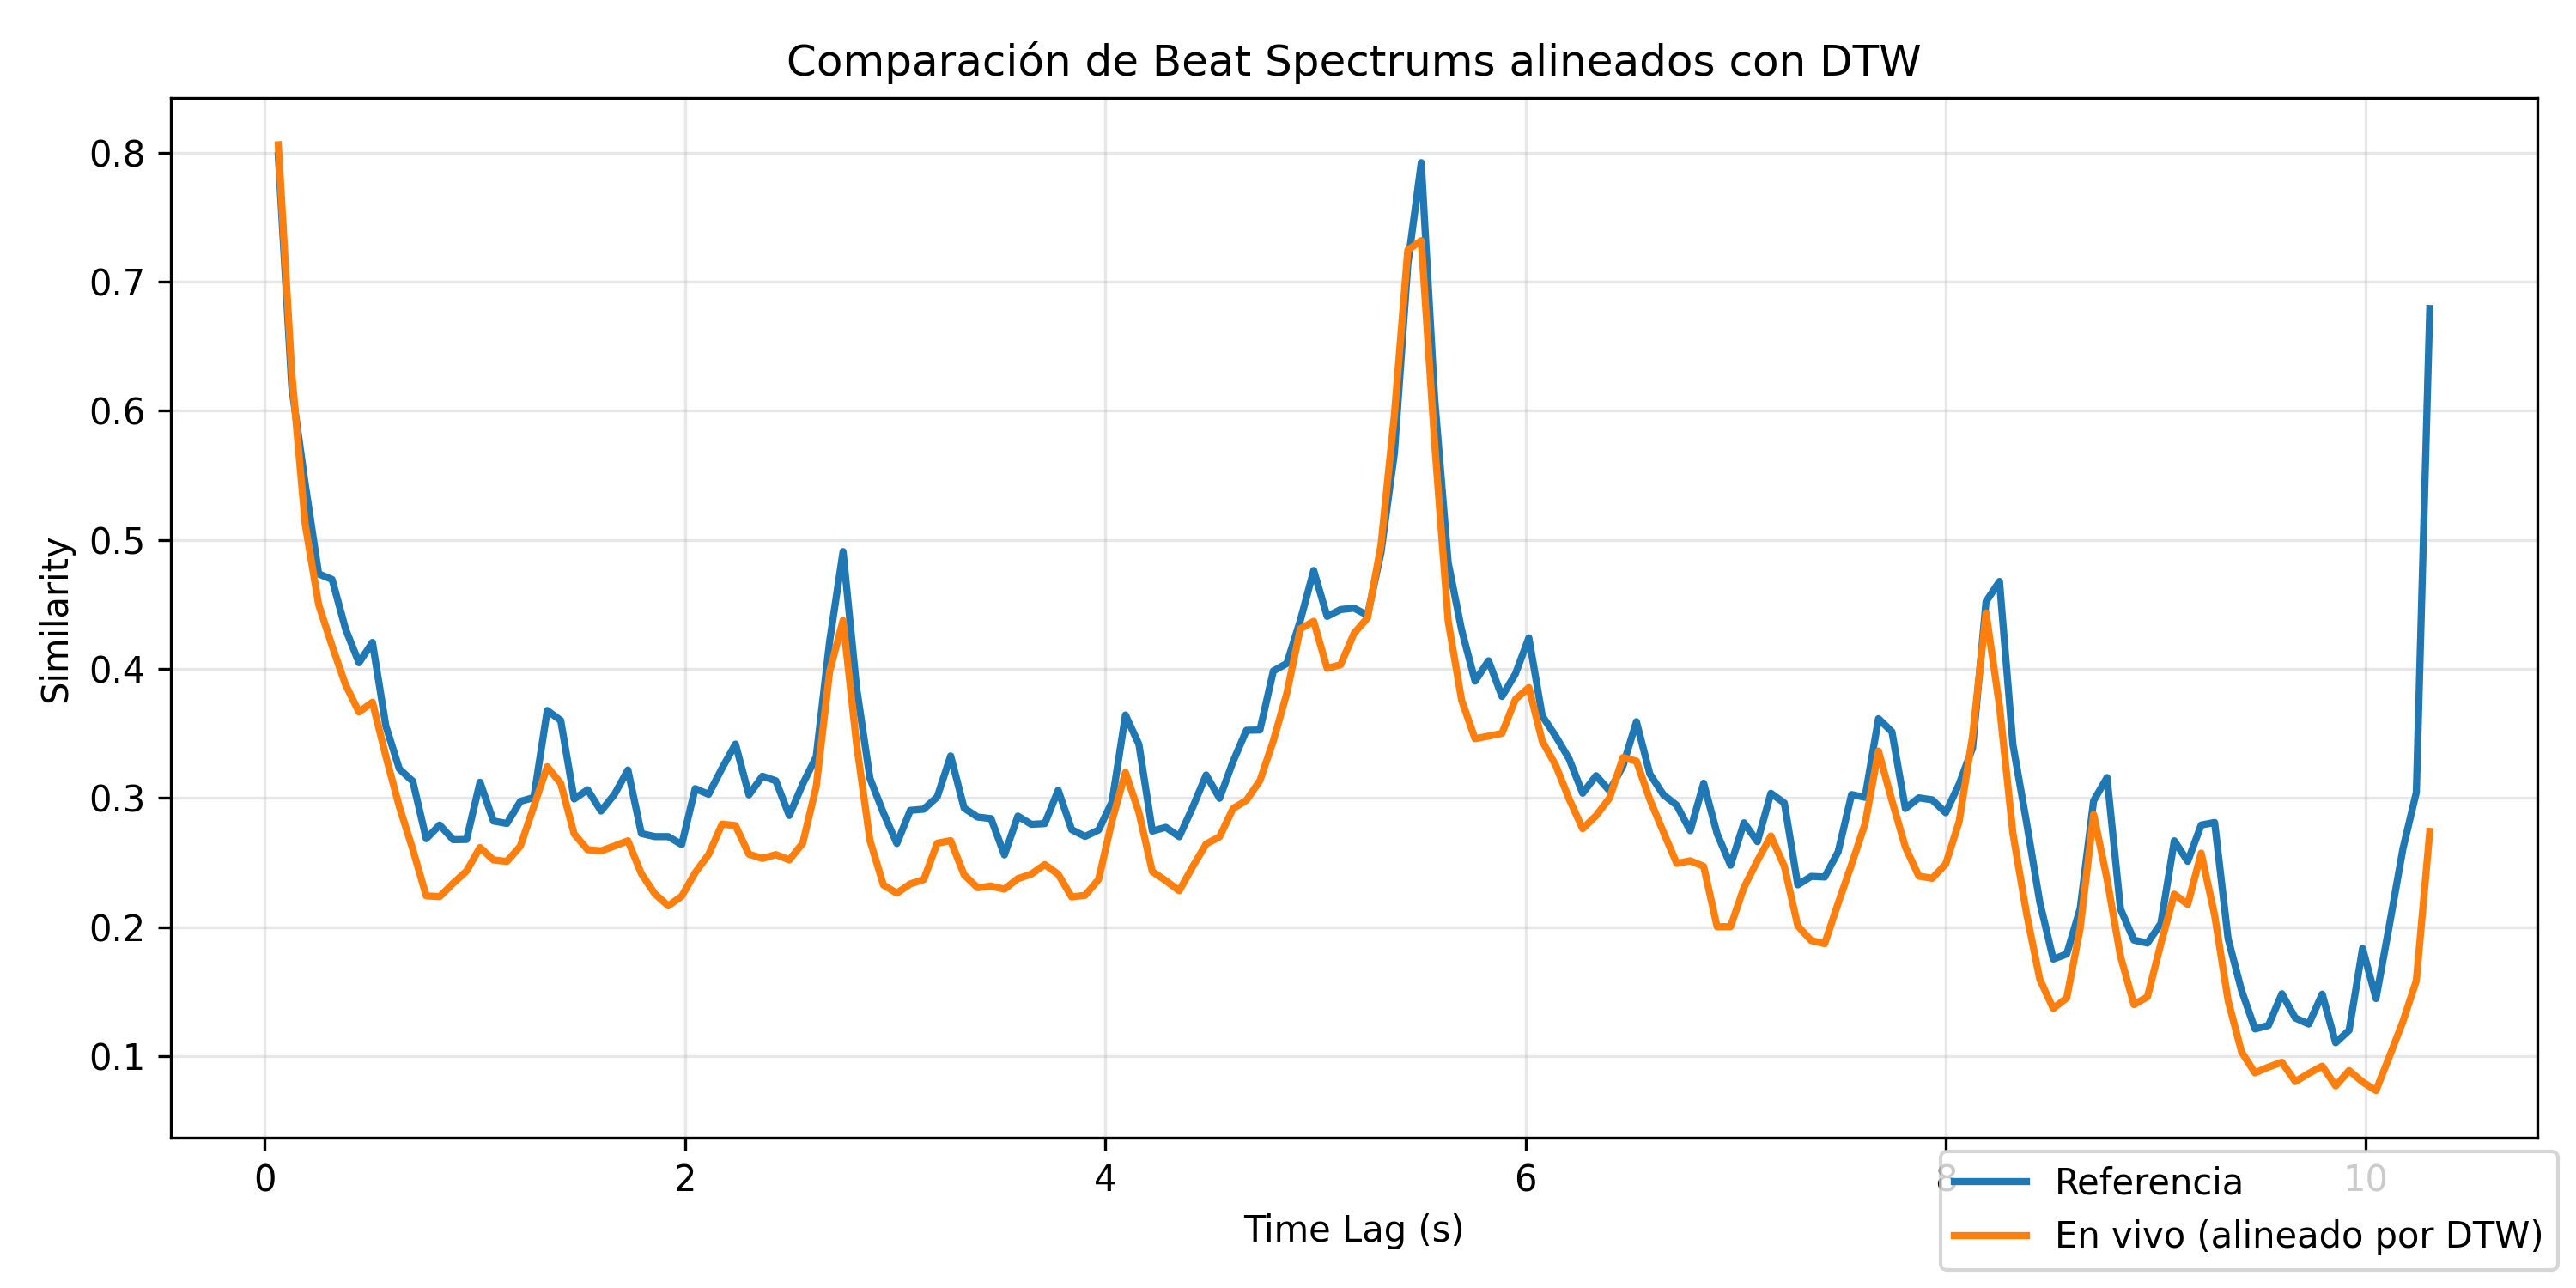 Comparación de Beat Spectrums alineados con DTW
Similarity
0.8
0.7
0.6
0.5
0.4
0.3
0.2
0.1
0 2 4 6 8 10
Time Lag (s)
Referencia
En vivo (alineado por DTW)